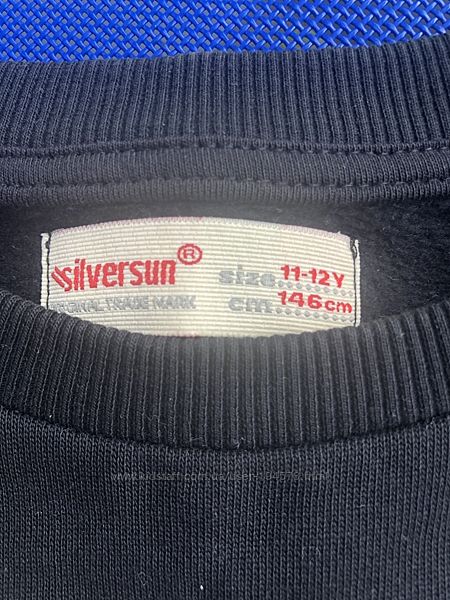 silversun®
ORIGINAL TRADE MARK
size 11-12Y
cm 146cm